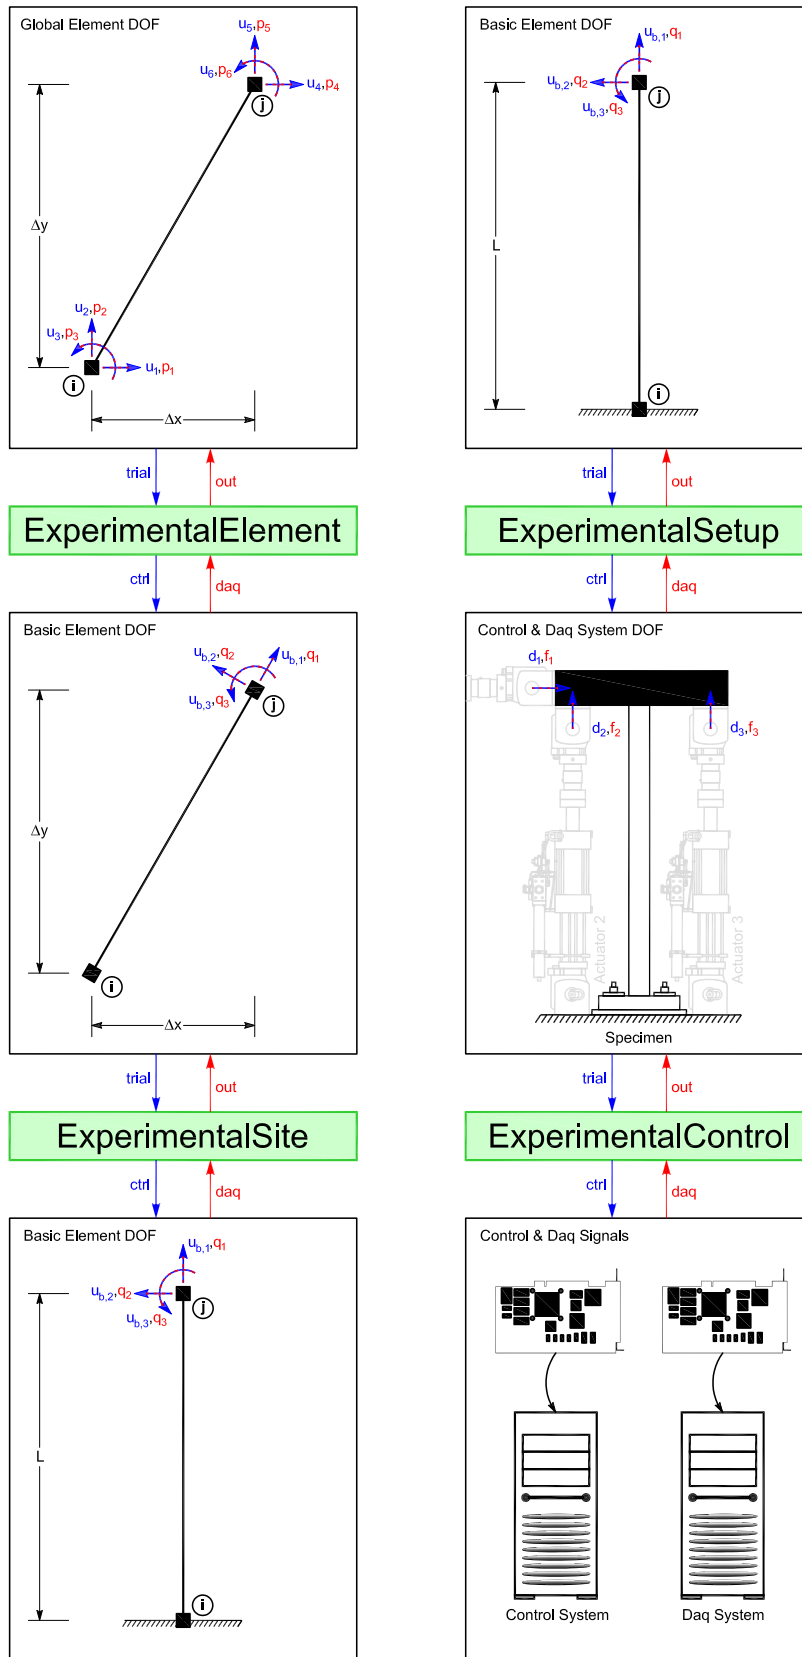 Global Element DOF
u5,p5
u6,p6
u4,p4
j
Δy
u2,p2
u3,p3
u1,p1
i
Δx
trial
out
ExperimentalElement
ctrl
daq
Basic Element DOF
ub,2,q2
ub,1,q1
ub,3,q3
j
Δy
i
Δx
trial
out
ExperimentalSite
ctrl
daq
Basic Element DOF
ub,1,q1
ub,2,q2
j
ub,3,q3
L
i
Basic Element DOF
ub,1,q1
ub,2,q2
j
ub,3,q3
L
i
trial
out
ExperimentalSetup
ctrl
daq
Control & Daq System DOF
d1,f1
d2,f2
d3,f3
Actuator 2
Actuator 3
Specimen
trial
out
ExperimentalControl
ctrl
daq
Control & Daq Signals
Control System
Daq System